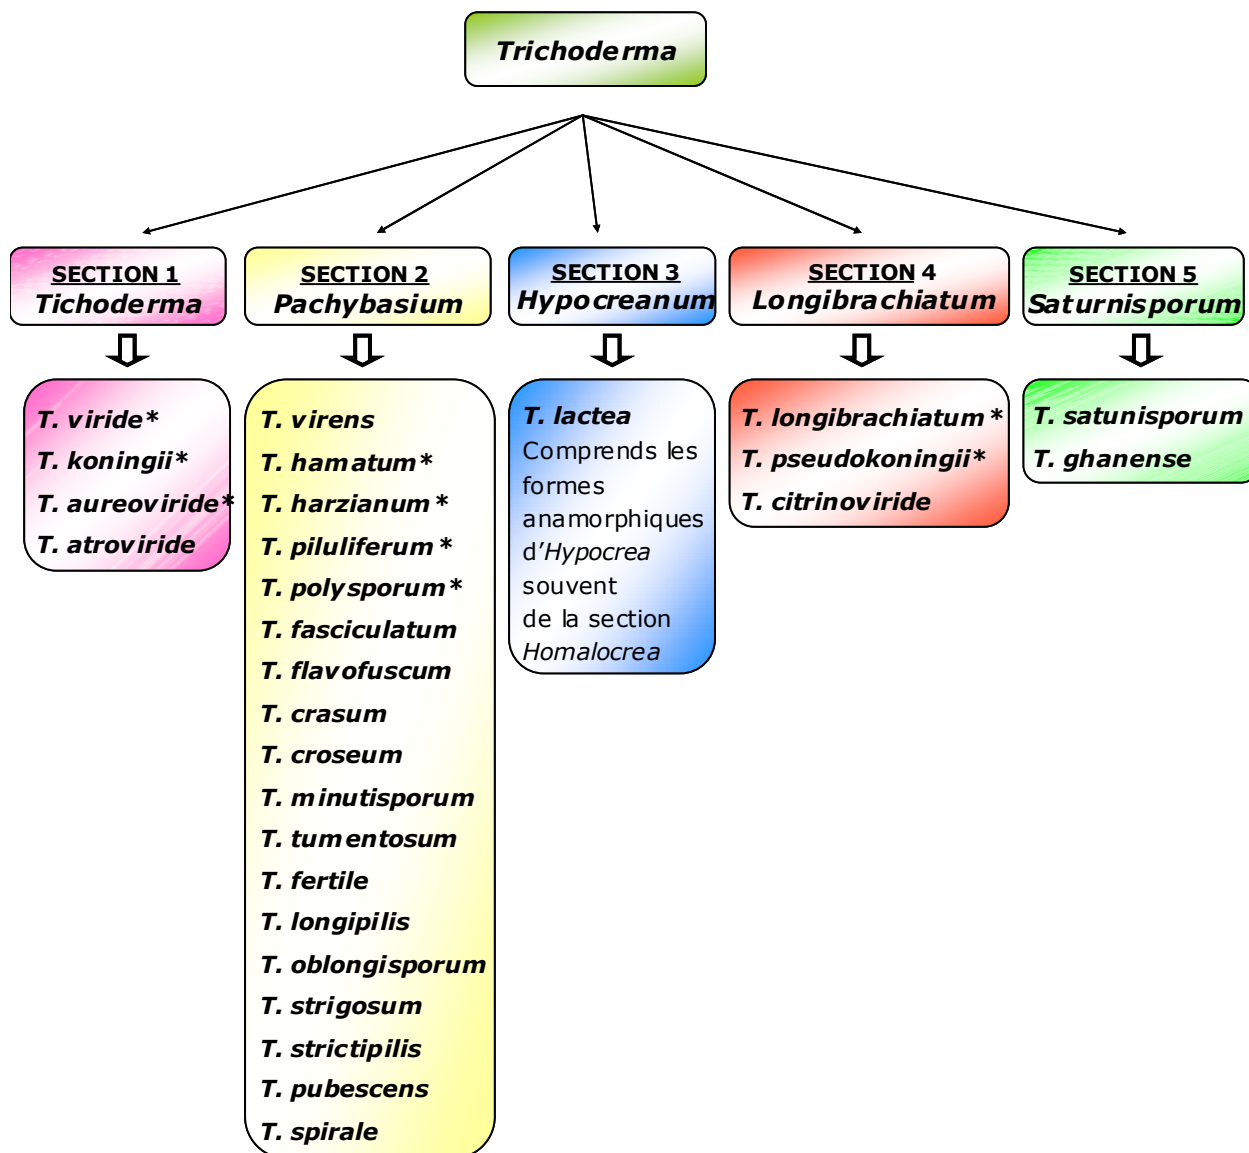 Trichoderma
SECTION 1
Tichoderma
SECTION 2
Pachybasium
SECTION 3
Hypocreanum
SECTION 4
Longibrachiatum
SECTION 5
Saturnisporum
T. viride*
T. koningii*
T. aureoviride*
T. atroviride
T. virens
T. hamatum*
T. harzianum*
T. piluliferum*
T. polysporum*
T. fasciculatum
T. flavofuscum
T. crasum
T. croseum
T. minutisporum
T. tumentosum
T. fertile
T. longipilis
T. oblongisporum
T. strigosum
T. strictipilis
T. pubescens
T. spirale
T. lactea
Comprends les
formes
anamorphiques
d'Hypocrea
souvent
de la section
Homalocrea
T. longibrachiatum*
T. pseudokoningii*
T. citrinoviride
T. satunisporum
T. ghanense